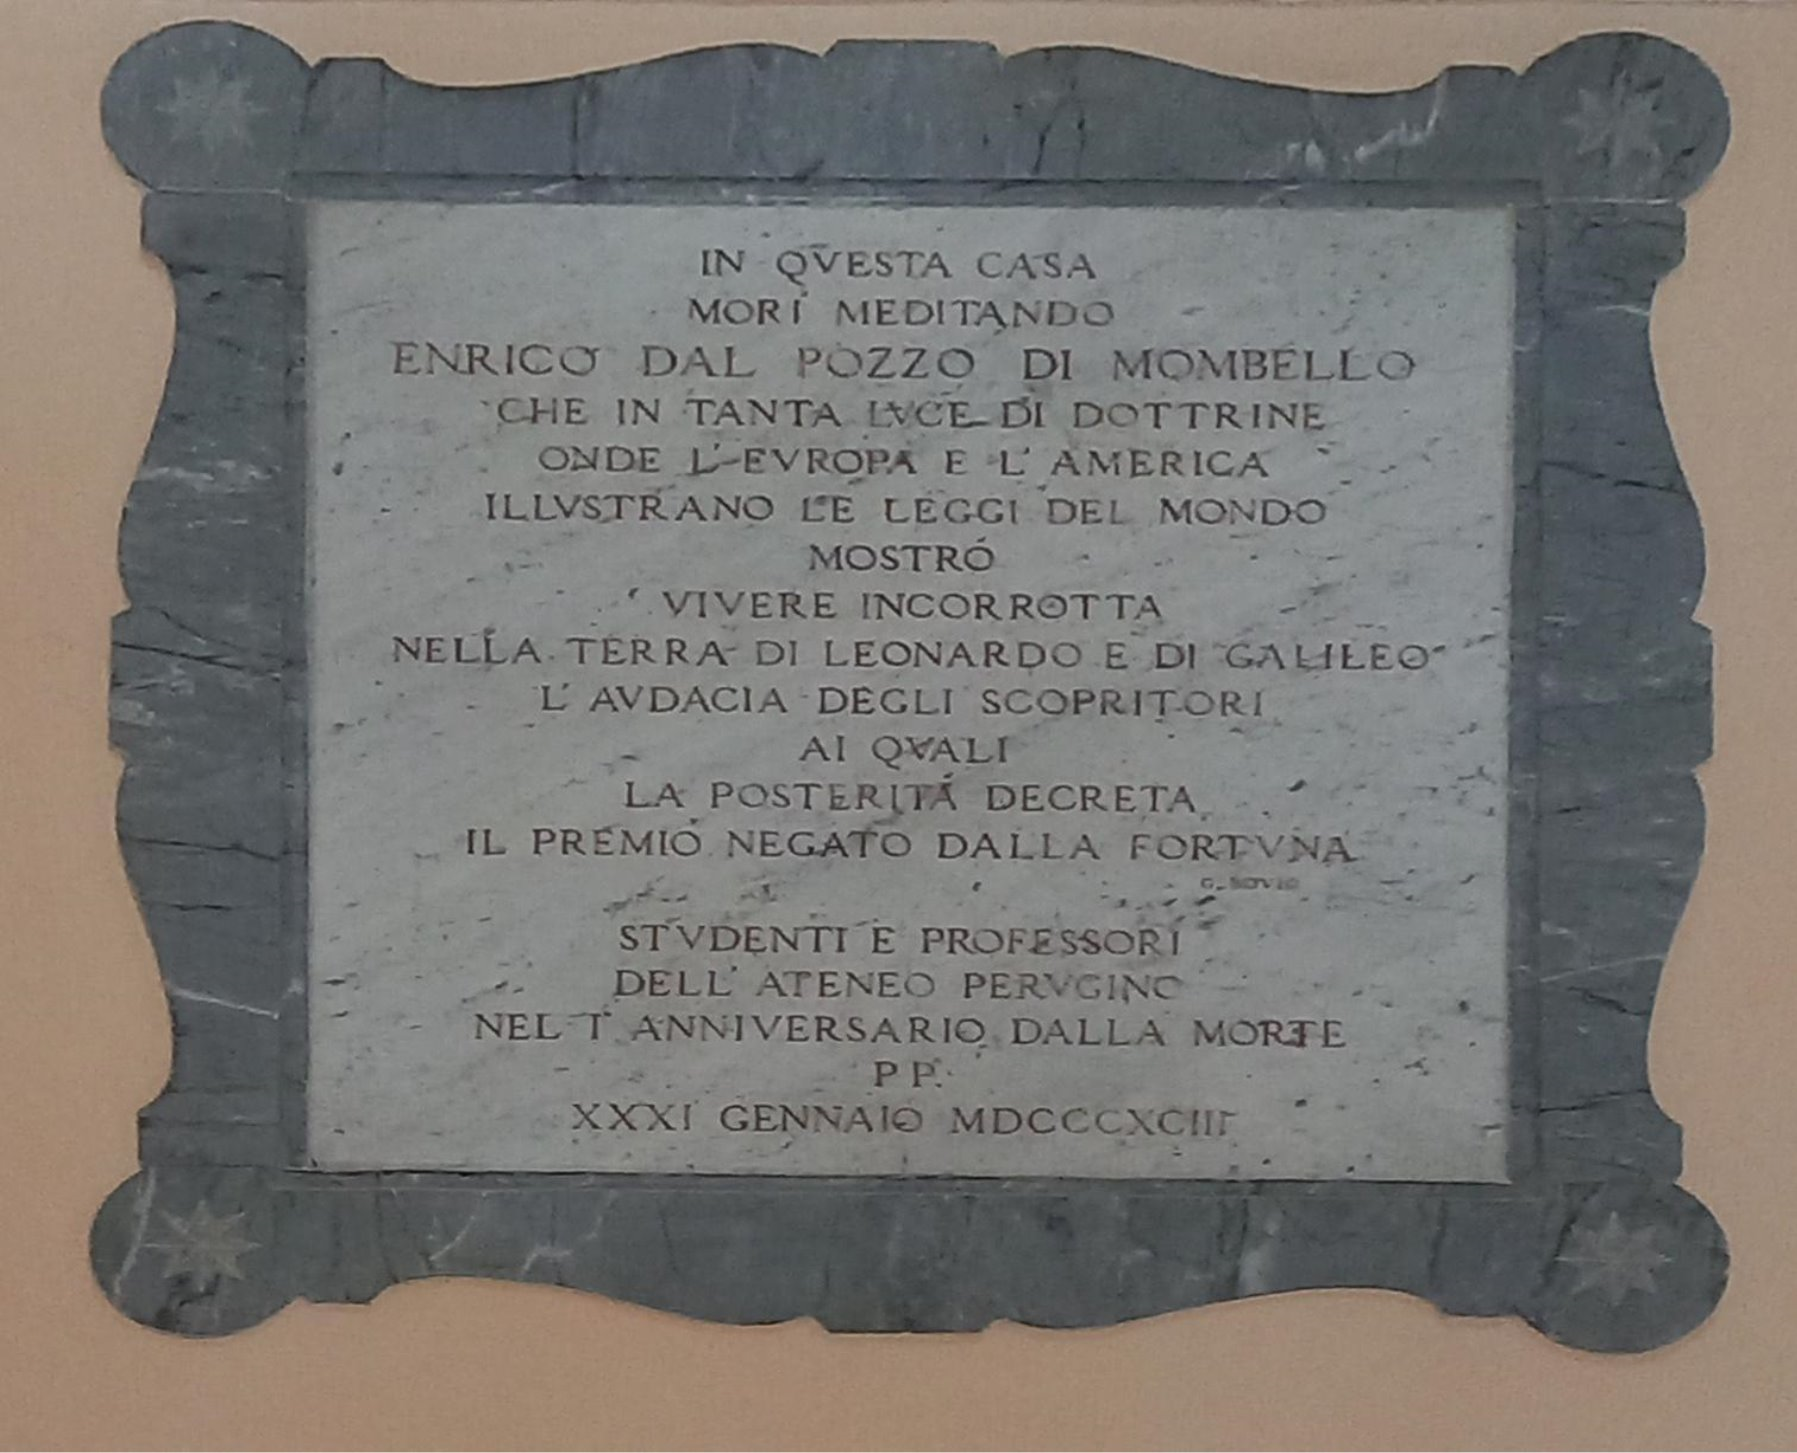 IN QVESTA CASA
MORÍ MEDITANDO
ENRICO DAL POZZO DI MOMBELLO
CHE IN TANTA LVCE DI DOTTRINE
ONDE L'EVROPA E L' AMERICA
ILLVSTRANO LE LEGGI DEL MONDO
MOSTRÓ
VIVERE INCORROTTA
NELLA TERRA DI LEONARDO E DI GALILEO
L' AVDACIA DEGLI SCOPRITORI
AI QVALI
LA POSTERITÁ DECRETA
IL PREMIO NEGATO DALLA FORTVNA
G. BOVIO
STVDENTI E PROFESSORI
DELL' ATENEO PERVGINO
NEL I° ANNIVERSARIO DALLA MORTE
P P.
XXXI GENNAIO MDCCCXCIII